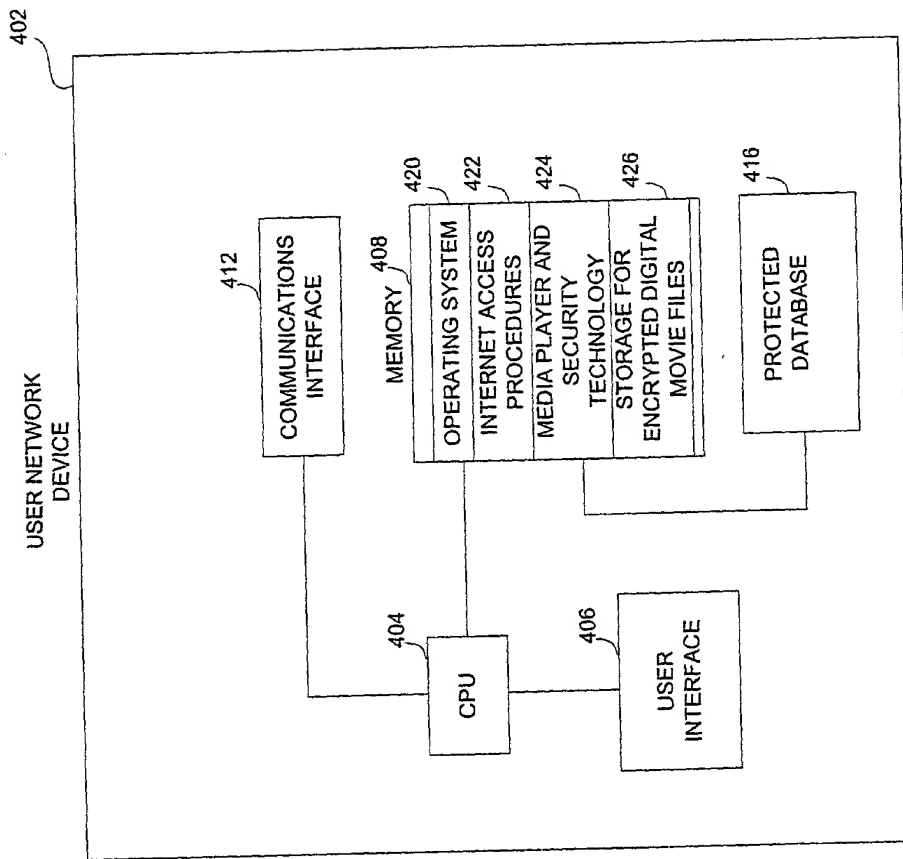 USER NETWORK
DEVICE
402
412
COMMUNICATIONS
INTERFACE
MEMORY
408
OPERATING SYSTEM
420
INTERNET ACCESS
PROCEDURES
422
MEDIA PLAYER AND
SECURITY
TECHNOLOGY
424
STORAGE FOR
ENCRYPTED DIGITAL
MOVIE FILES
426
404
CPU
406
USER
INTERFACE
416
PROTECTED
DATABASE